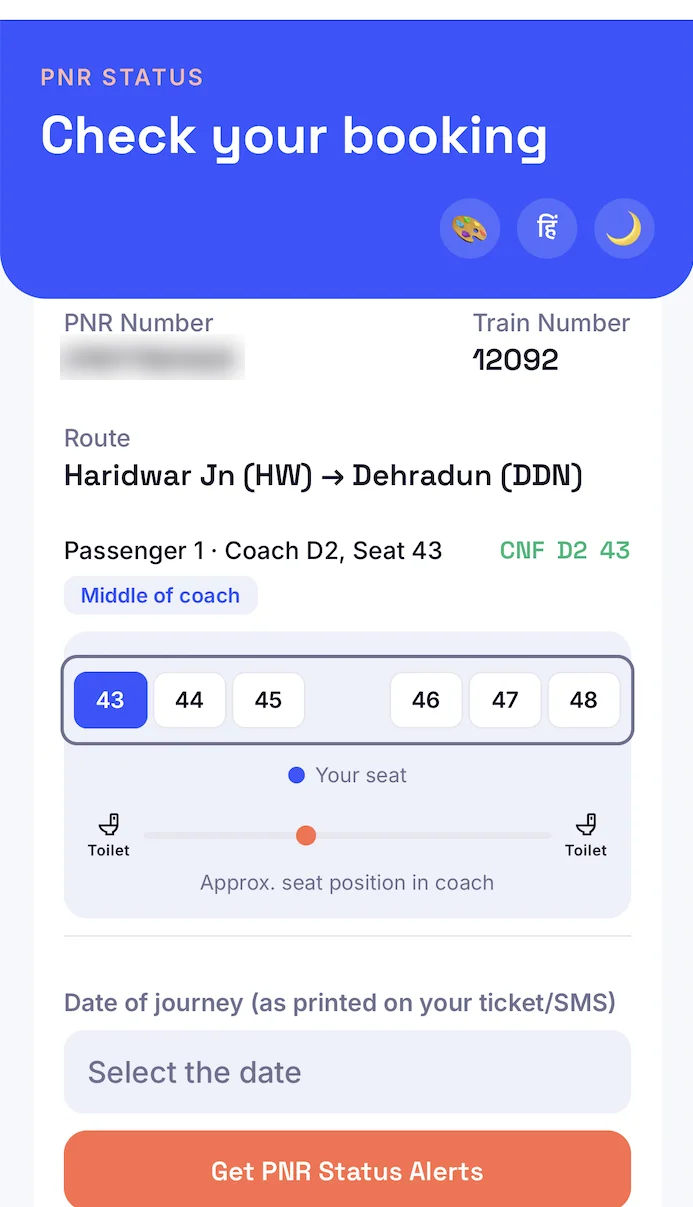 PNR STATUS
Check your booking
हिं
PNR Number
Train Number
12092
Route
Haridwar Jn (HW) → Dehradun (DDN)
Passenger 1 · Coach D2, Seat 43
CNF D2 43
Middle of coach
43 44 45 46 47 48
Your seat
Toilet
Toilet
Approx. seat position in coach
Date of journey (as printed on your ticket/SMS)
Select the date
Get PNR Status Alerts